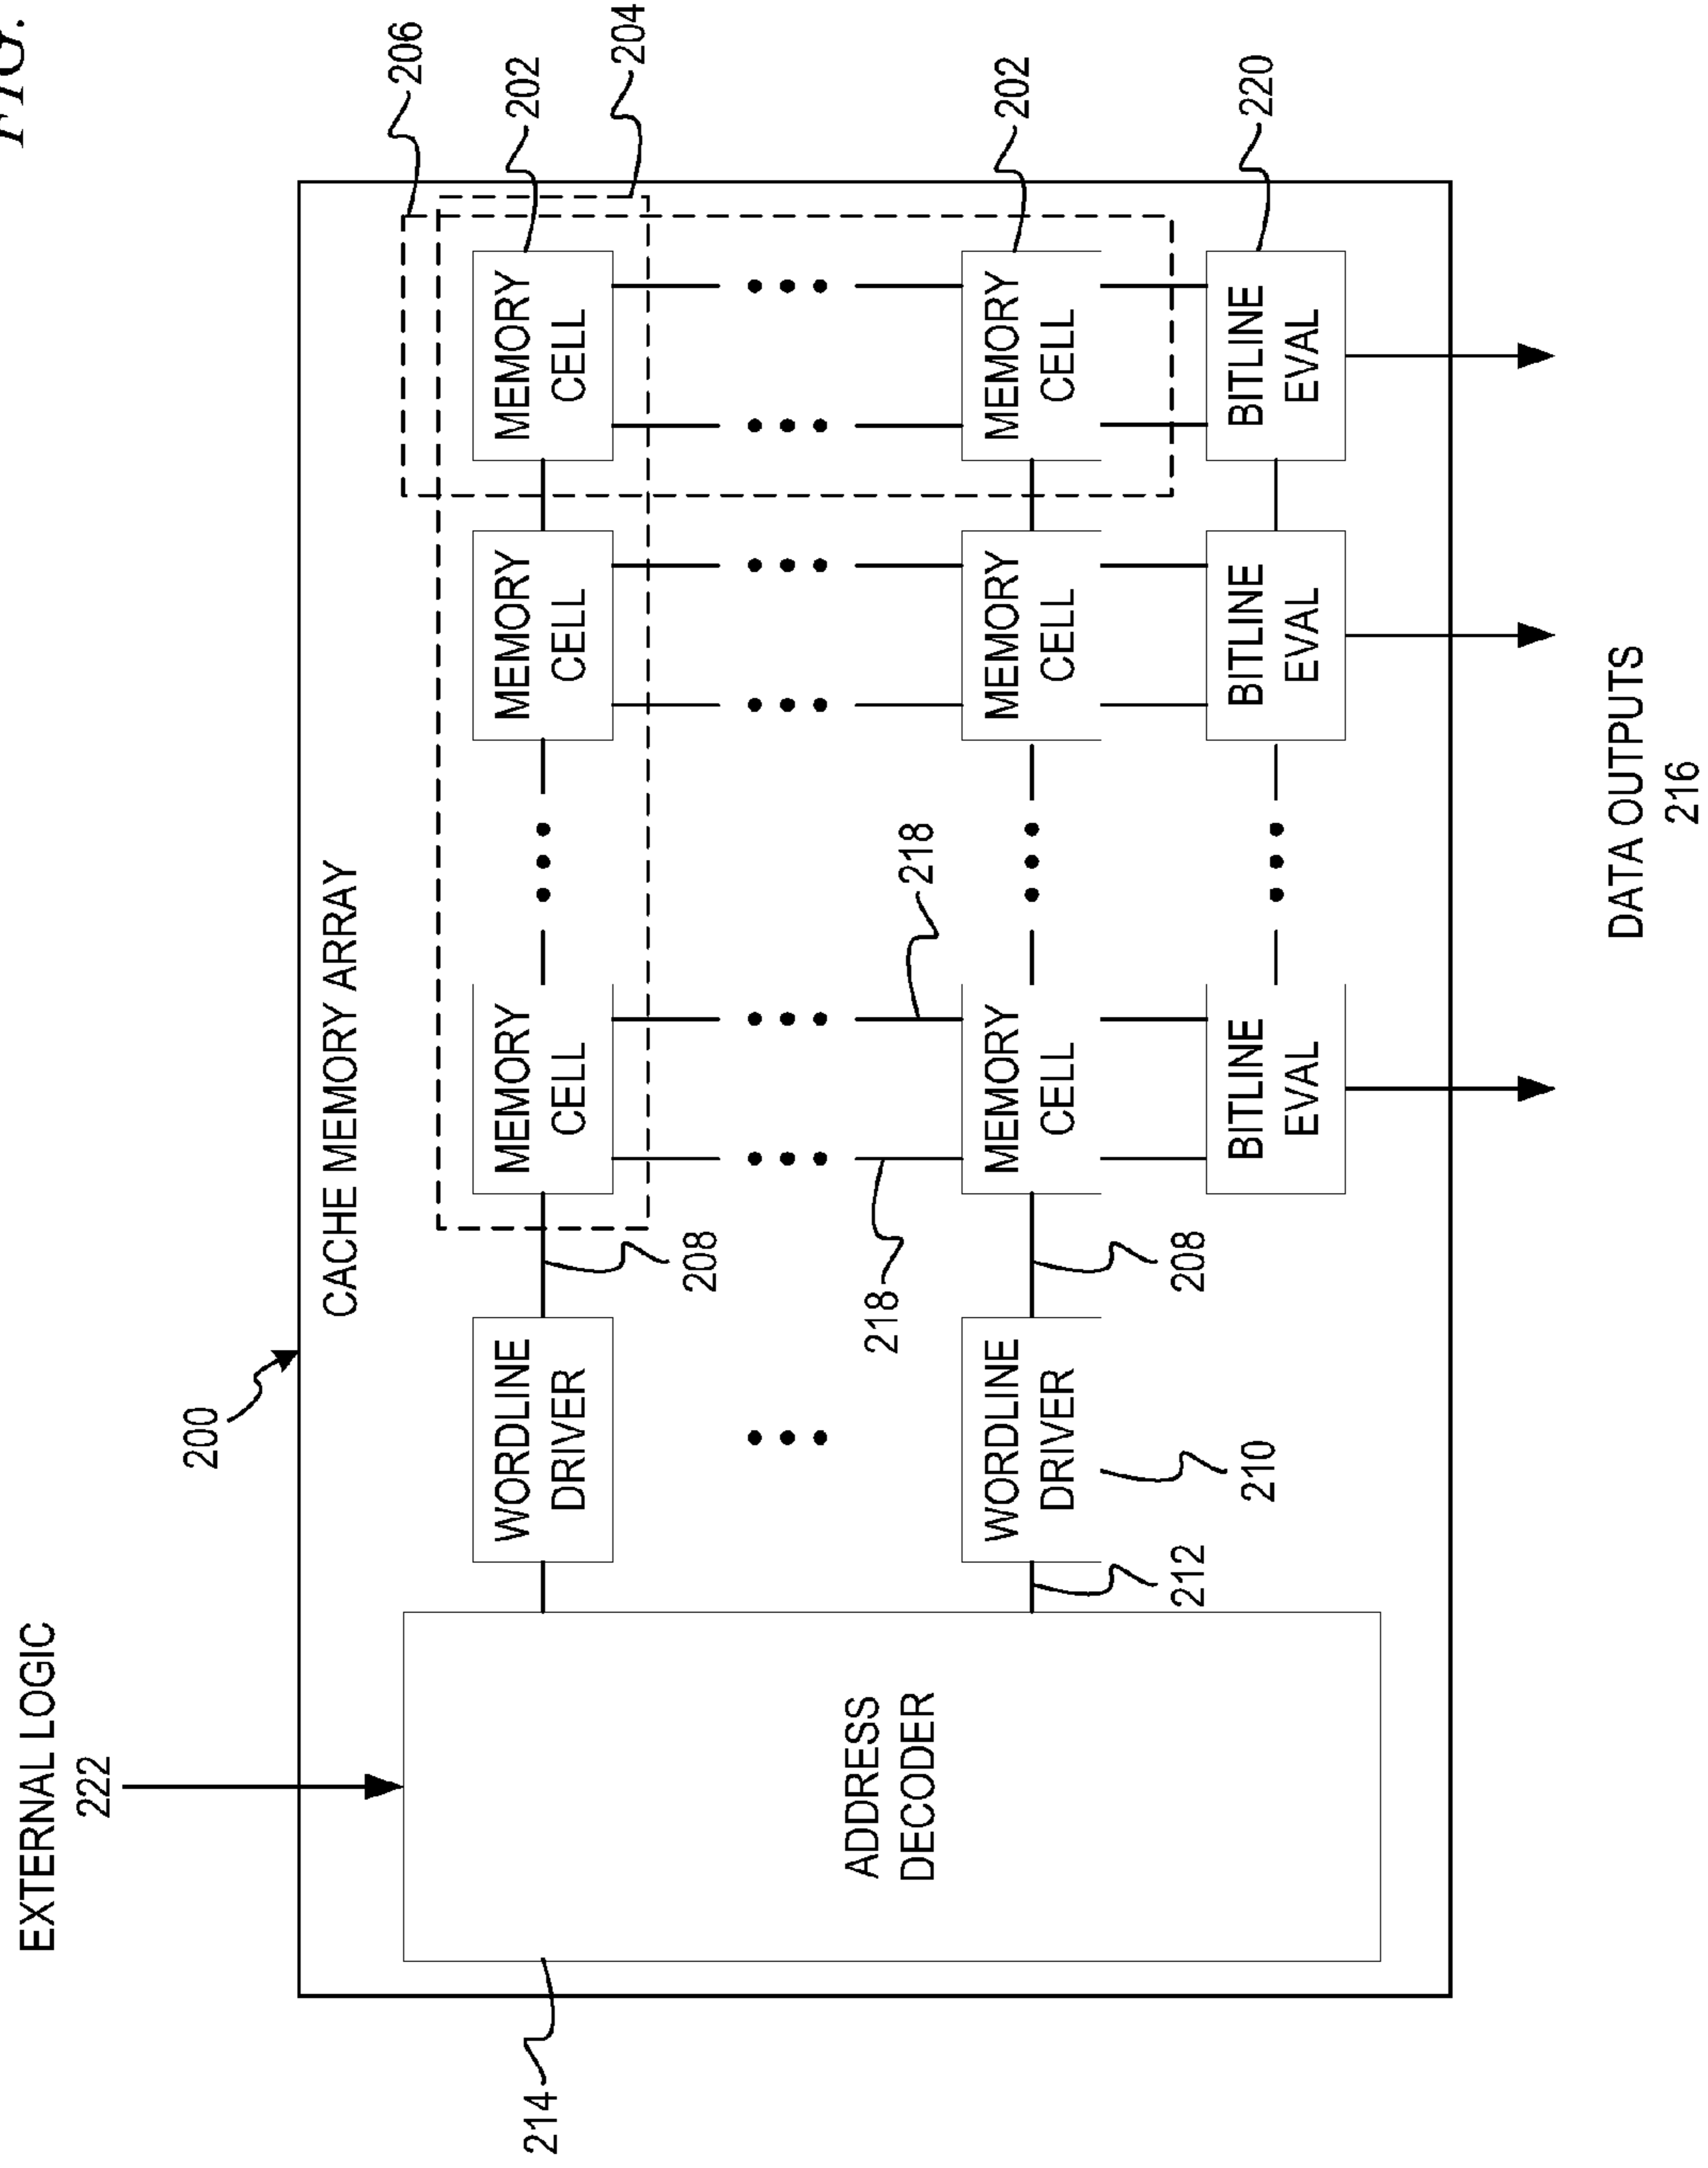 FIG.
EXTERNAL LOGIC
222
200
CACHE MEMORY ARRAY
206
214
WORDLINE
DRIVER
MEMORY
CELL
MEMORY
CELL
MEMORY
CELL
202
204
208
218
218
ADDRESS
DECODER
WORDLINE
DRIVER
MEMORY
CELL
MEMORY
CELL
MEMORY
CELL
202
212
208
210
BITLINE
EVAL
BITLINE
EVAL
BITLINE
EVAL
220
DATA OUTPUTS
216